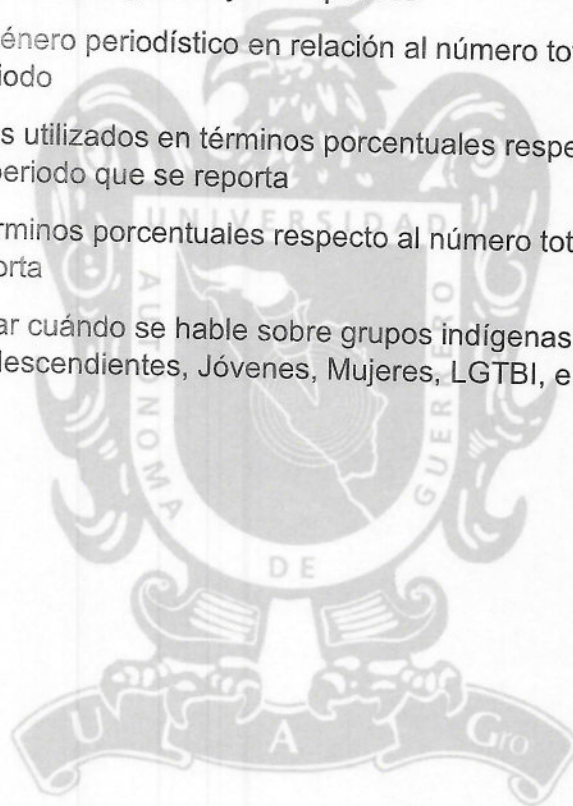 énero periodístico en relación al número to
iodo
s utilizados en términos porcentuales respe
periodo que se reporta
rminos porcentuales respecto al número tot
orta
ar cuándo se hable sobre grupos indígenas
descendientes, Jóvenes, Mujeres, LGTBI, e
UNIVERSIDAD
AUTÓNOMA
DE
GUERRERO
U A Gro